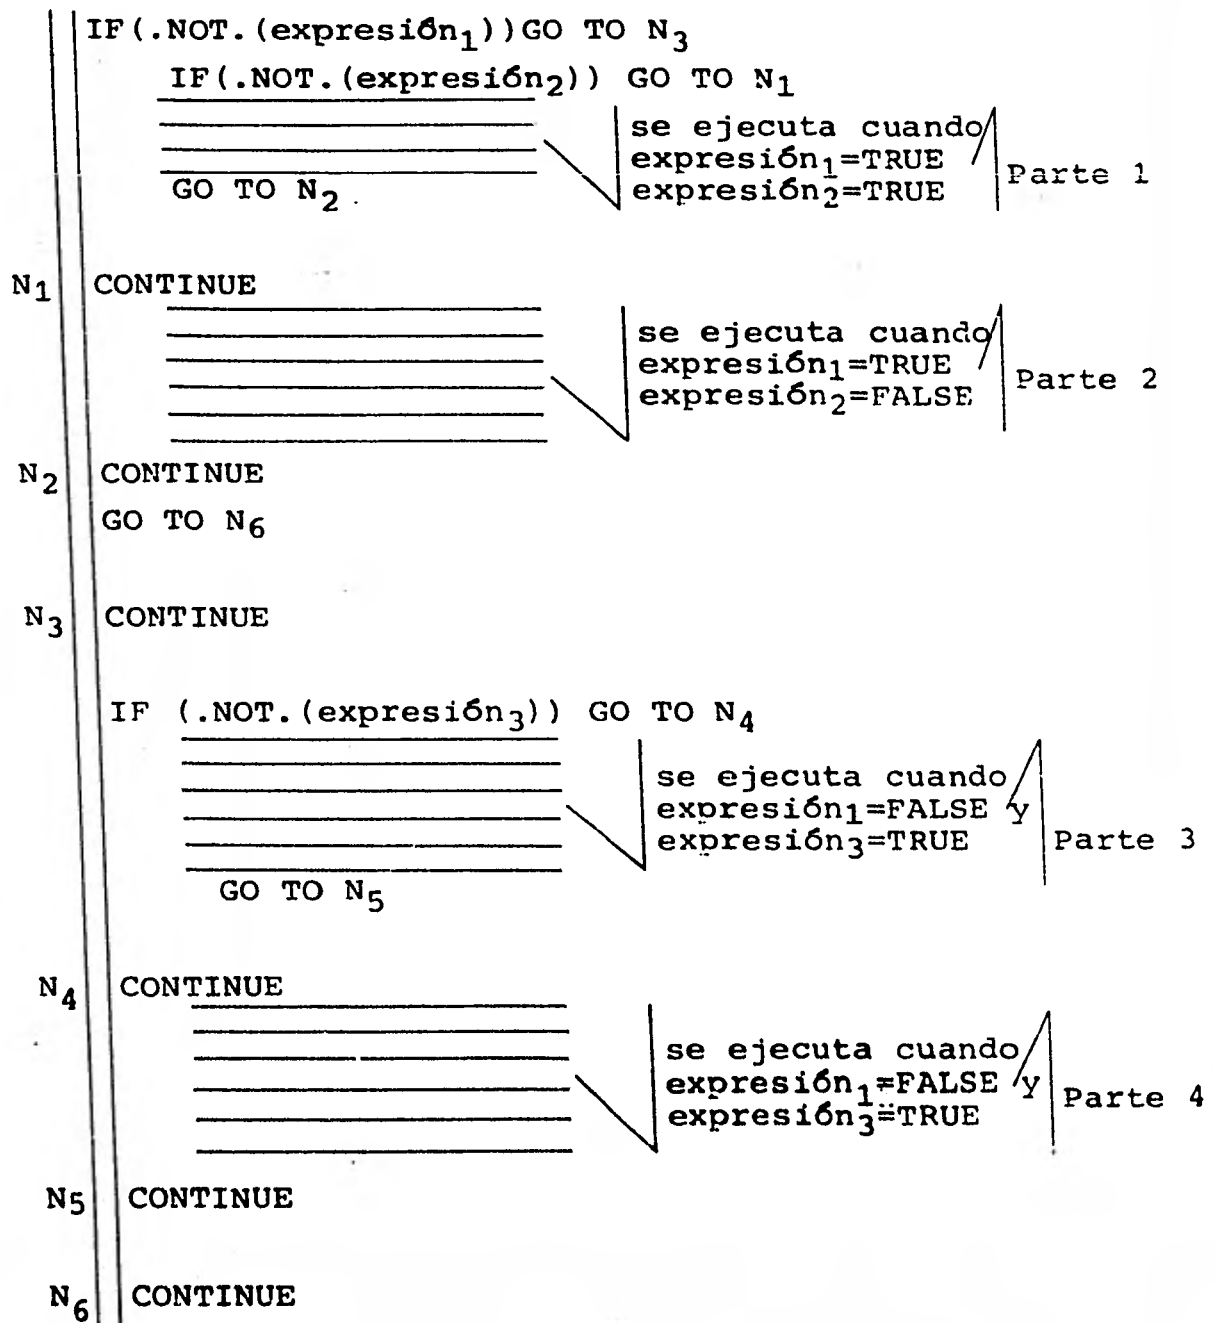 IF(.NOT.(expresión₁))GO TO N₃
IF(.NOT.(expresión₂)) GO TO N₁
se ejecuta cuando
expresión₁=TRUE
expresión₂=TRUE
Parte 1
GO TO N₂
N₁ CONTINUE
se ejecuta cuando
expresión₁=TRUE
expresión₂=FALSE
Parte 2
N₂ CONTINUE
GO TO N₆
N₃ CONTINUE
IF (.NOT.(expresión₃)) GO TO N₄
se ejecuta cuando
expresión₁=FALSE y
expresión₃=TRUE
Parte 3
GO TO N₅
N₄ CONTINUE
se ejecuta cuando
expresión₁=FALSE y
expresión₃=TRUE
Parte 4
N₅ CONTINUE
N₆ CONTINUE